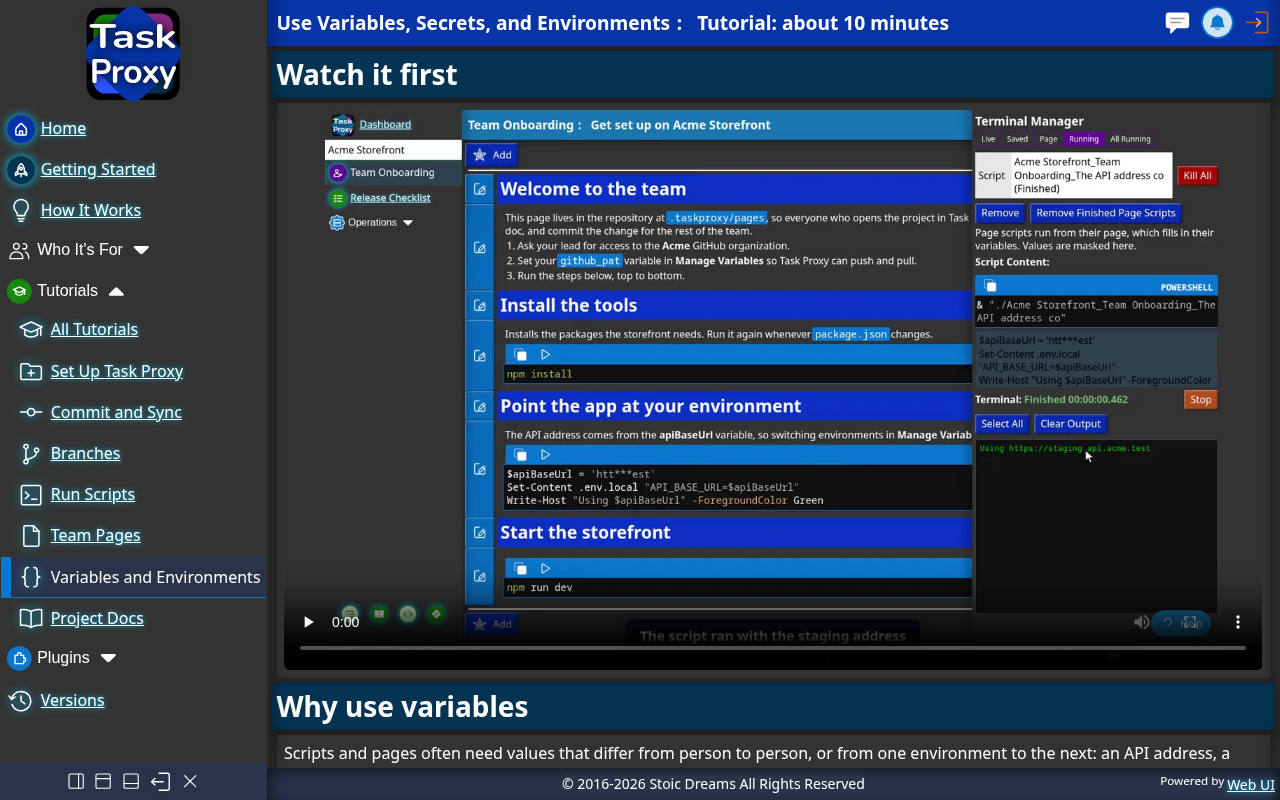 Task
Proxy
Home
Getting Started
How It Works
Who It's For
Tutorials
All Tutorials
Set Up Task Proxy
Commit and Sync
Branches
Run Scripts
Team Pages
Variables and Environments
Project Docs
Plugins
Versions
Use Variables, Secrets, and Environments : Tutorial: about 10 minutes
Watch it first
Task
Proxy
Dashboard
Acme Storefront
Team Onboarding
Release Checklist
Operations
Team Onboarding : Get set up on Acme Storefront
Add
Welcome to the team
This page lives in the repository at .taskproxy/pages, so everyone who opens the project in Task
doc, and commit the change for the rest of the team.
1. Ask your lead for access to the Acme GitHub organization.
2. Set your github_pat variable in Manage Variables so Task Proxy can push and pull.
3. Run the steps below, top to bottom.
Install the tools
Installs the packages the storefront needs. Run it again whenever package.json changes.
npm install
Point the app at your environment
The API address comes from the apiBaseUrl variable, so switching environments in Manage Variab
$apiBaseUrl = 'htt***est'
Set-Content .env.local "API_BASE_URL=$apiBaseUrl"
Write-Host "Using $apiBaseUrl" -ForegroundColor Green
Start the storefront
npm run dev
Add
The script ran with the staging address
Terminal Manager
Live Saved Page Running All Running
Script
Acme Storefront_Team
Onboarding_The API address co
(Finished)
Kill All
Remove
Remove Finished Page Scripts
Page scripts run from their page, which fills in their
variables. Values are masked here.
Script Content:
POWERSHELL
& "./Acme Storefront_Team Onboarding_The
API address co"
$apiBaseUrl = 'htt***est'
Set-Content .env.local
"API_BASE_URL=$apiBaseUrl"
Write-Host "Using $apiBaseUrl" -ForegroundColor
Terminal: Finished 00:00:00.462
Stop
Select All
Clear Output
Using https://staging.api.acme.test
0:00
Why use variables
Scripts and pages often need values that differ from person to person, or from one environment to the next: an API address, a
© 2016-2026 Stoic Dreams All Rights Reserved
Powered by Web UI